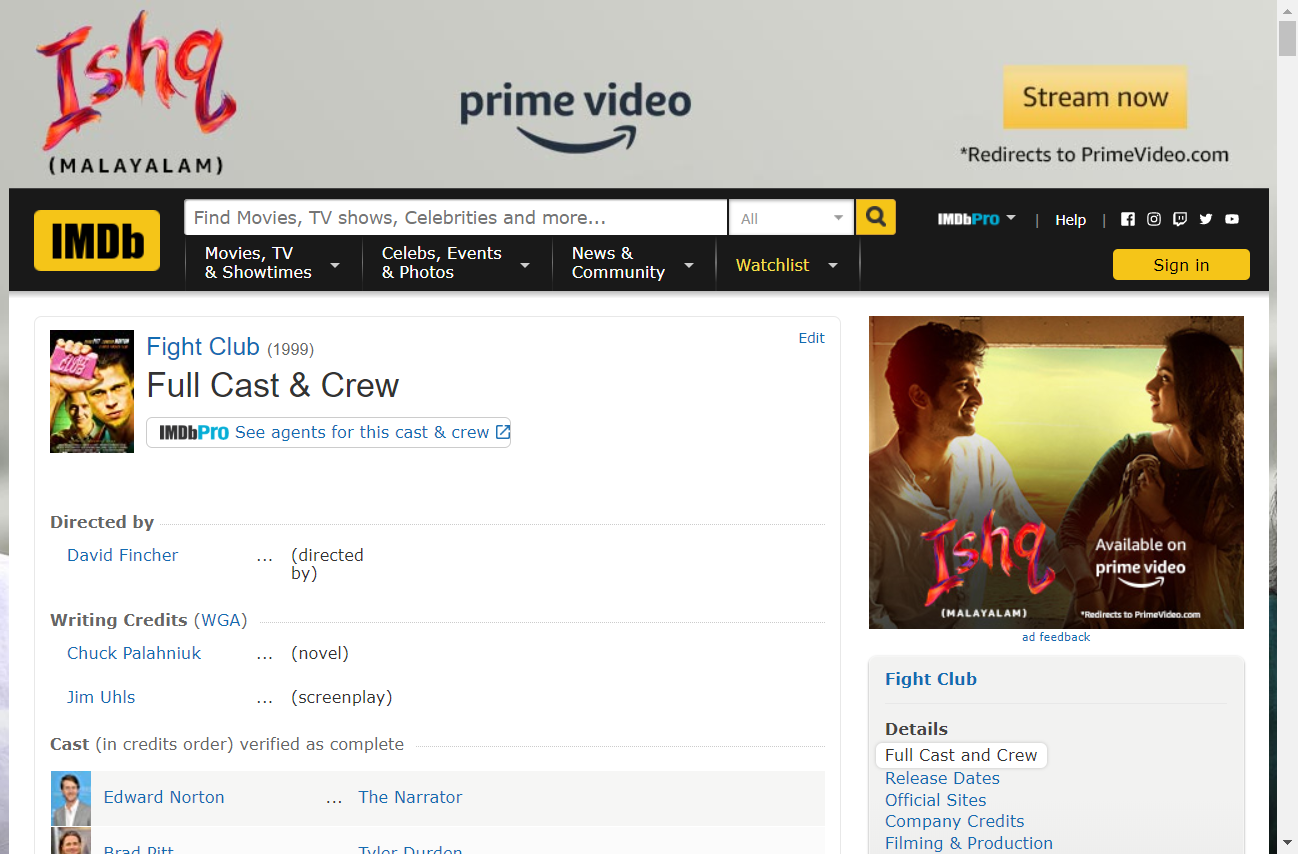 Ishq
(MALAYALAM)
prime video
Stream now
*Redirects to PrimeVideo.com
IMDb
Find Movies, TV shows, Celebrities and more...
All
IMDbPro
|
Help
|
Movies, TV
& Showtimes
Celebs, Events
& Photos
News &
Community
Watchlist
Sign in
CLUB
Fight Club (1999)
Edit
Full Cast & Crew
IMDbPro See agents for this cast & crew
Directed by
David Fincher ... (directed
by)
Writing Credits (WGA)
Chuck Palahniuk ... (novel)
Jim Uhls ... (screenplay)
Cast (in credits order) verified as complete
Edward Norton ... The Narrator
Brad Pitt Tyler Durden
Ishq
(MALAYALAM)
Available on
prime video
*Redirects to PrimeVideo.com
ad feedback
Fight Club
Details
Full Cast and Crew
Release Dates
Official Sites
Company Credits
Filming & Production